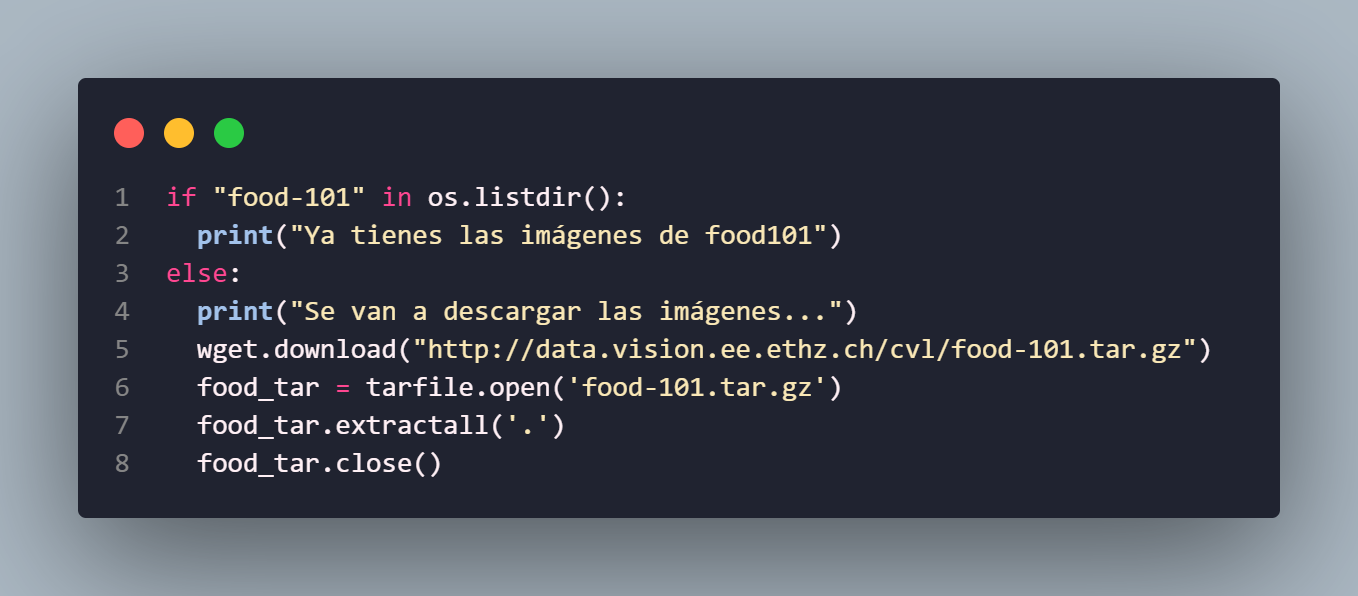 1 if "food-101" in os.listdir():
2   print("Ya tienes las imágenes de food101")
3 else:
4   print("Se van a descargar las imágenes...")
5   wget.download("http://data.vision.ee.ethz.ch/cvl/food-101.tar.gz")
6   food_tar = tarfile.open('food-101.tar.gz')
7   food_tar.extractall('.')
8   food_tar.close()